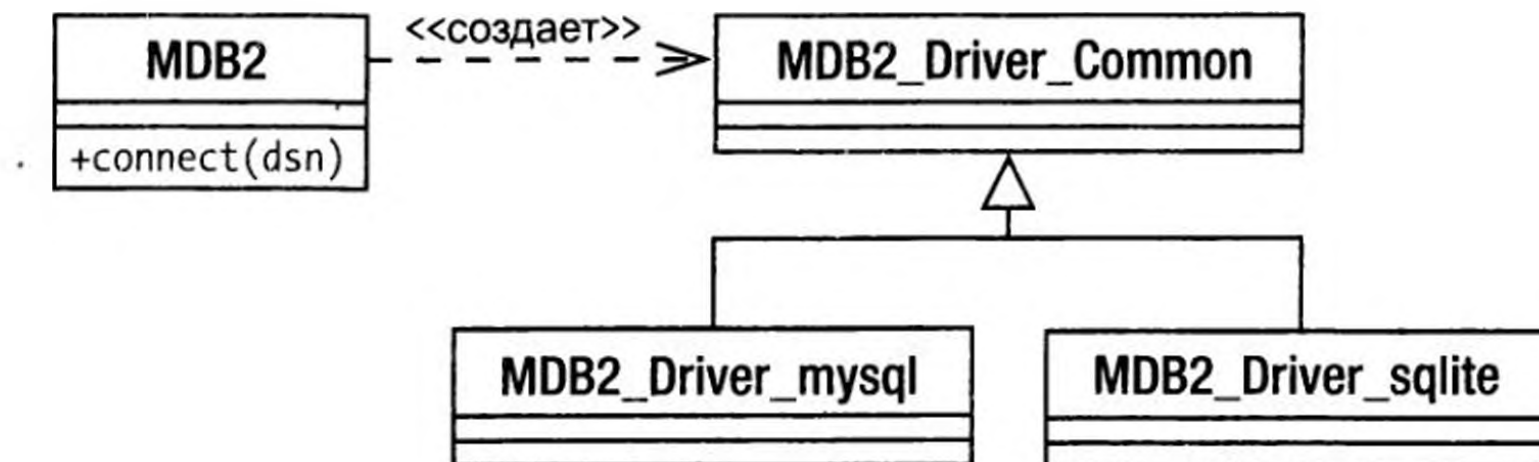 MDB2
<<создает>>
MDB2_Driver_Common
+connect(dsn)
MDB2_Driver_mysql
MDB2_Driver_sqlite